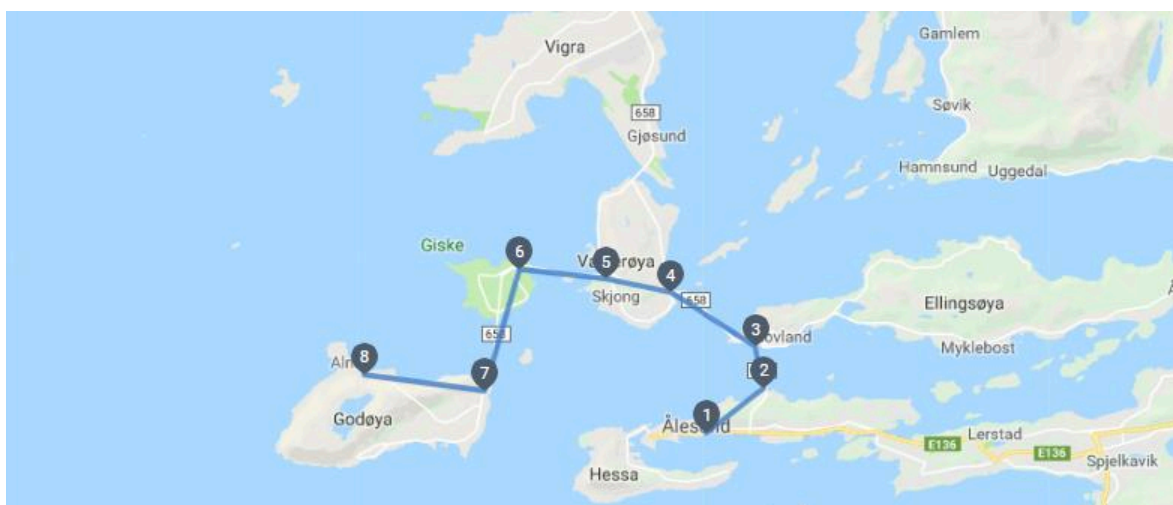 Vigra
Gamlem
Søvik
658
Gjøsund
Hamnsund
Uggedal
Giske
6
5
4
Skjong
658
Ellingsøya
3
Myklebost
8
7
2
Godøya
1
Lerstad
E136
E136
Spjelkavik
Hessa